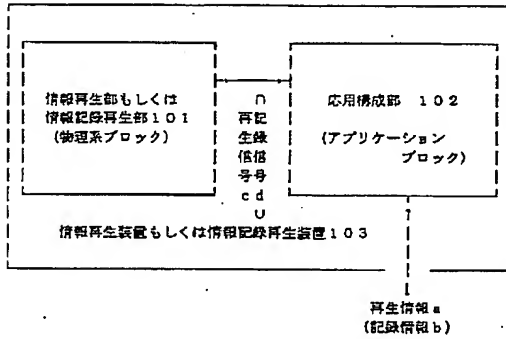 情報再生部もしくは
情報記録再生部１０１
(物理系ブロック)
再生信号ｃ
(記録信号ｄ)
応用構成部　１０２
(アプリケーション
ブロック)
情報再生装置もしくは情報記録再生装置１０３
再生情報ａ
(記録情報ｂ)